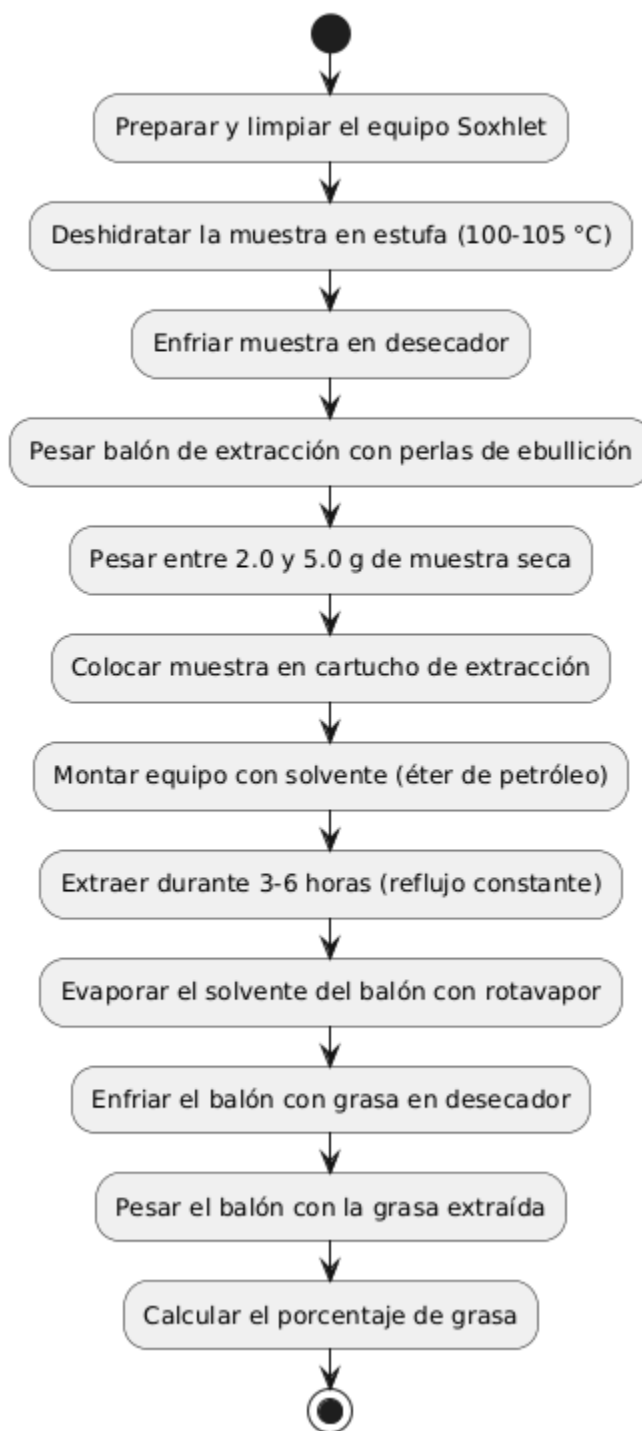 Preparar y limpiar el equipo Soxhlet
Deshidratar la muestra en estufa (100-105 °C)
Enfriar muestra en desecador
Pesar balón de extracción con perlas de ebullición
Pesar entre 2.0 y 5.0 g de muestra seca
Colocar muestra en cartucho de extracción
Montar equipo con solvente (éter de petróleo)
Extraer durante 3-6 horas (reflujo constante)
Evaporar el solvente del balón con rotavapor
Enfriar el balón con grasa en desecador
Pesar el balón con la grasa extraída
Calcular el porcentaje de grasa